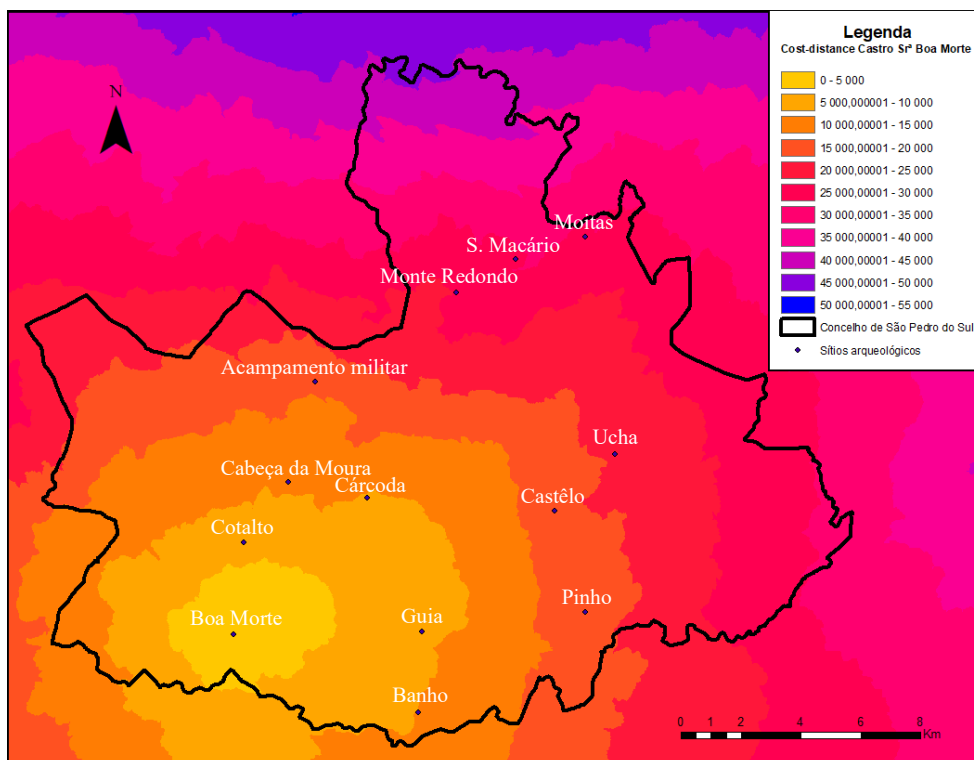 Legenda
Cost-distance Castro Srª Boa Morte
0 - 5 000
5 000,000001 - 10 000
10 000,00001 - 15 000
15 000,00001 - 20 000
20 000,00001 - 25 000
25 000,00001 - 30 000
30 000,00001 - 35 000
35 000,00001 - 40 000
40 000,00001 - 45 000
45 000,00001 - 50 000
50 000,00001 - 55 000
Concelho de São Pedro do Sul
Sítios arqueológicos
N
Moitas
S. Macário
Monte Redondo
Acampamento militar
Ucha
Cabeça da Moura
Cárcoda
Castêlo
Cotalto
Pinho
Boa Morte
Guia
Banho
0 1 2 4 6 8
Km